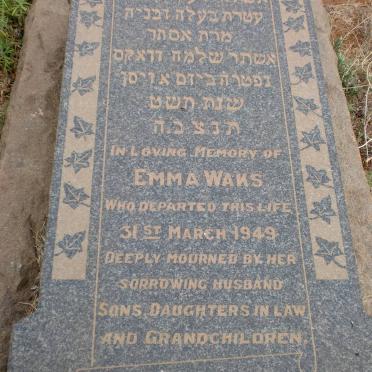 עטרת בעלה ובניה
מרת אסתר
אשתר שלמה וואקס
נפטרה ביום א ניסן
שנת תשט
תנצבה
IN LOVING MEMORY OF
EMMA WAKS
WHO DEPARTED THIS LIFE
31ST MARCH 1949
DEEPLY MOURNED BY HER
SORROWING HUSBAND
SONS, DAUGHTERS IN LAW
AND GRANDCHILDREN.